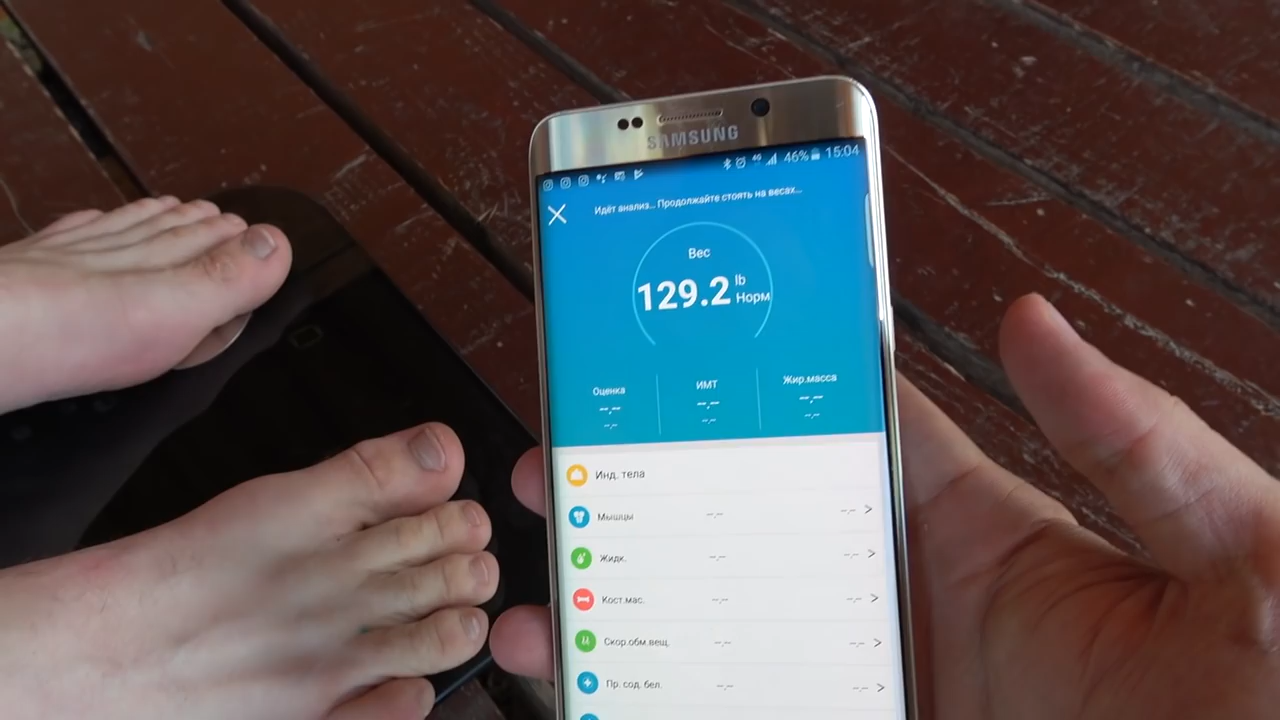 SAMSUNG
4G 46% 15:04
Идёт анализ... Продолжайте стоять на весах...
Вес
129.2 lb
Норм
Оценка ИМТ Жир.масса
--.-- --.-- --.--
--.-- --.-- --.--
Инд. тела
Мышцы --.-- --.-- >
Жидк. --.-- --.-- >
Кост.мас. --.-- --.-- >
Скор.обм.вещ. --.-- --.-- >
Пр. сод. бел. --.-- --.-- >